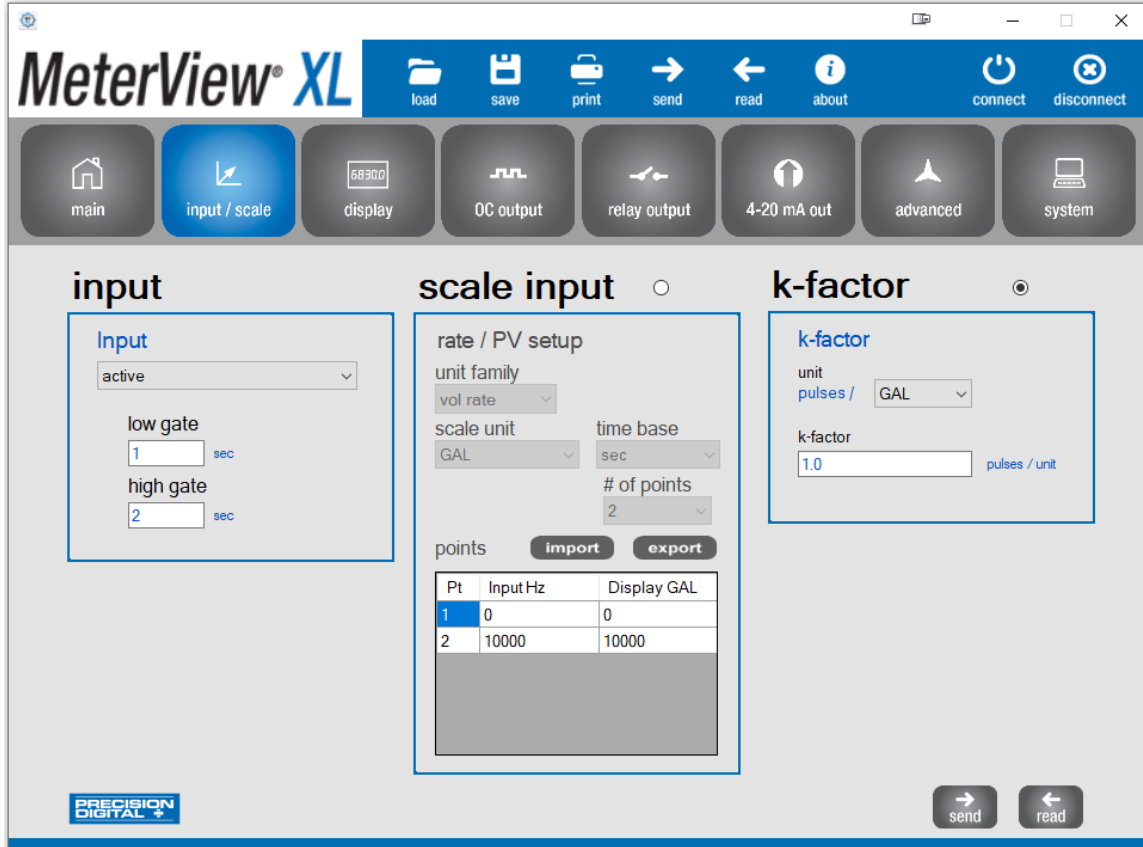 MeterView® XL
load save print send read about connect disconnect
main input / scale 6830.0 display OC output relay output 4-20 mA out advanced system
input
Input
active
low gate
1 sec
high gate
2 sec
scale input
rate / PV setup
unit family
vol rate
scale unit time base
GAL sec
# of points
2
points import export
Pt Input Hz Display GAL
1 0 0
2 10000 10000
k-factor
k-factor
unit
pulses / GAL
k-factor
1.0 pulses / unit
PRECISION
DIGITAL
send read